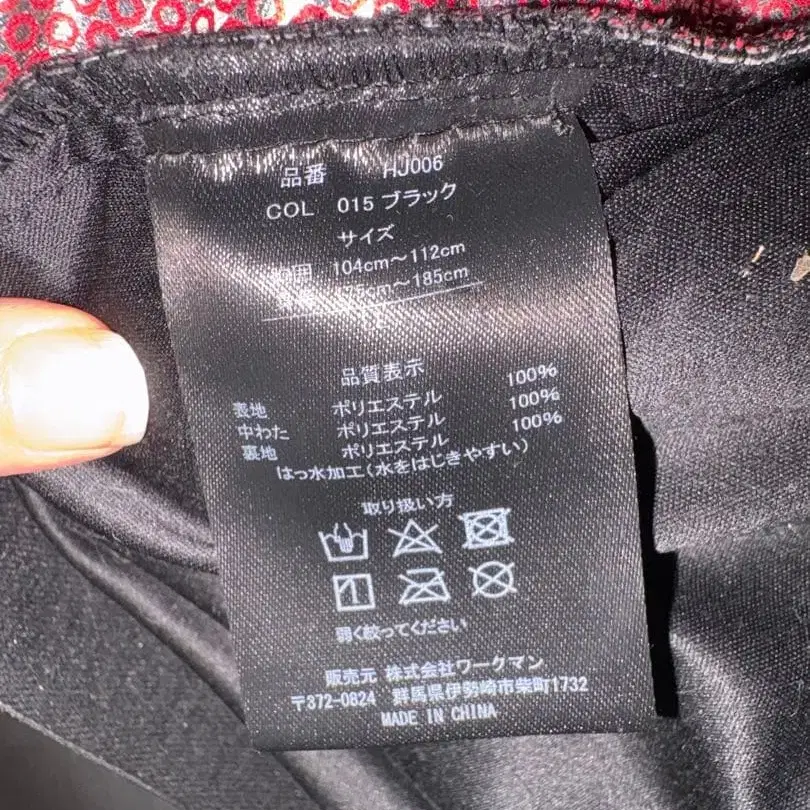 品番 HJ006
COL 015 ブラック
サイズ
囲 104cm～112cm
75cm～185cm
品質表示
表地 ポリエステル 100%
中わた ポリエステル 100%
裏地 ポリエステル 100%
はっ水加工(水をはじきやすい)
取り扱い方
弱く絞ってください
販売元 株式会社ワークマン
〒372-0824 群馬県伊勢崎市柴町1732
MADE IN CHINA